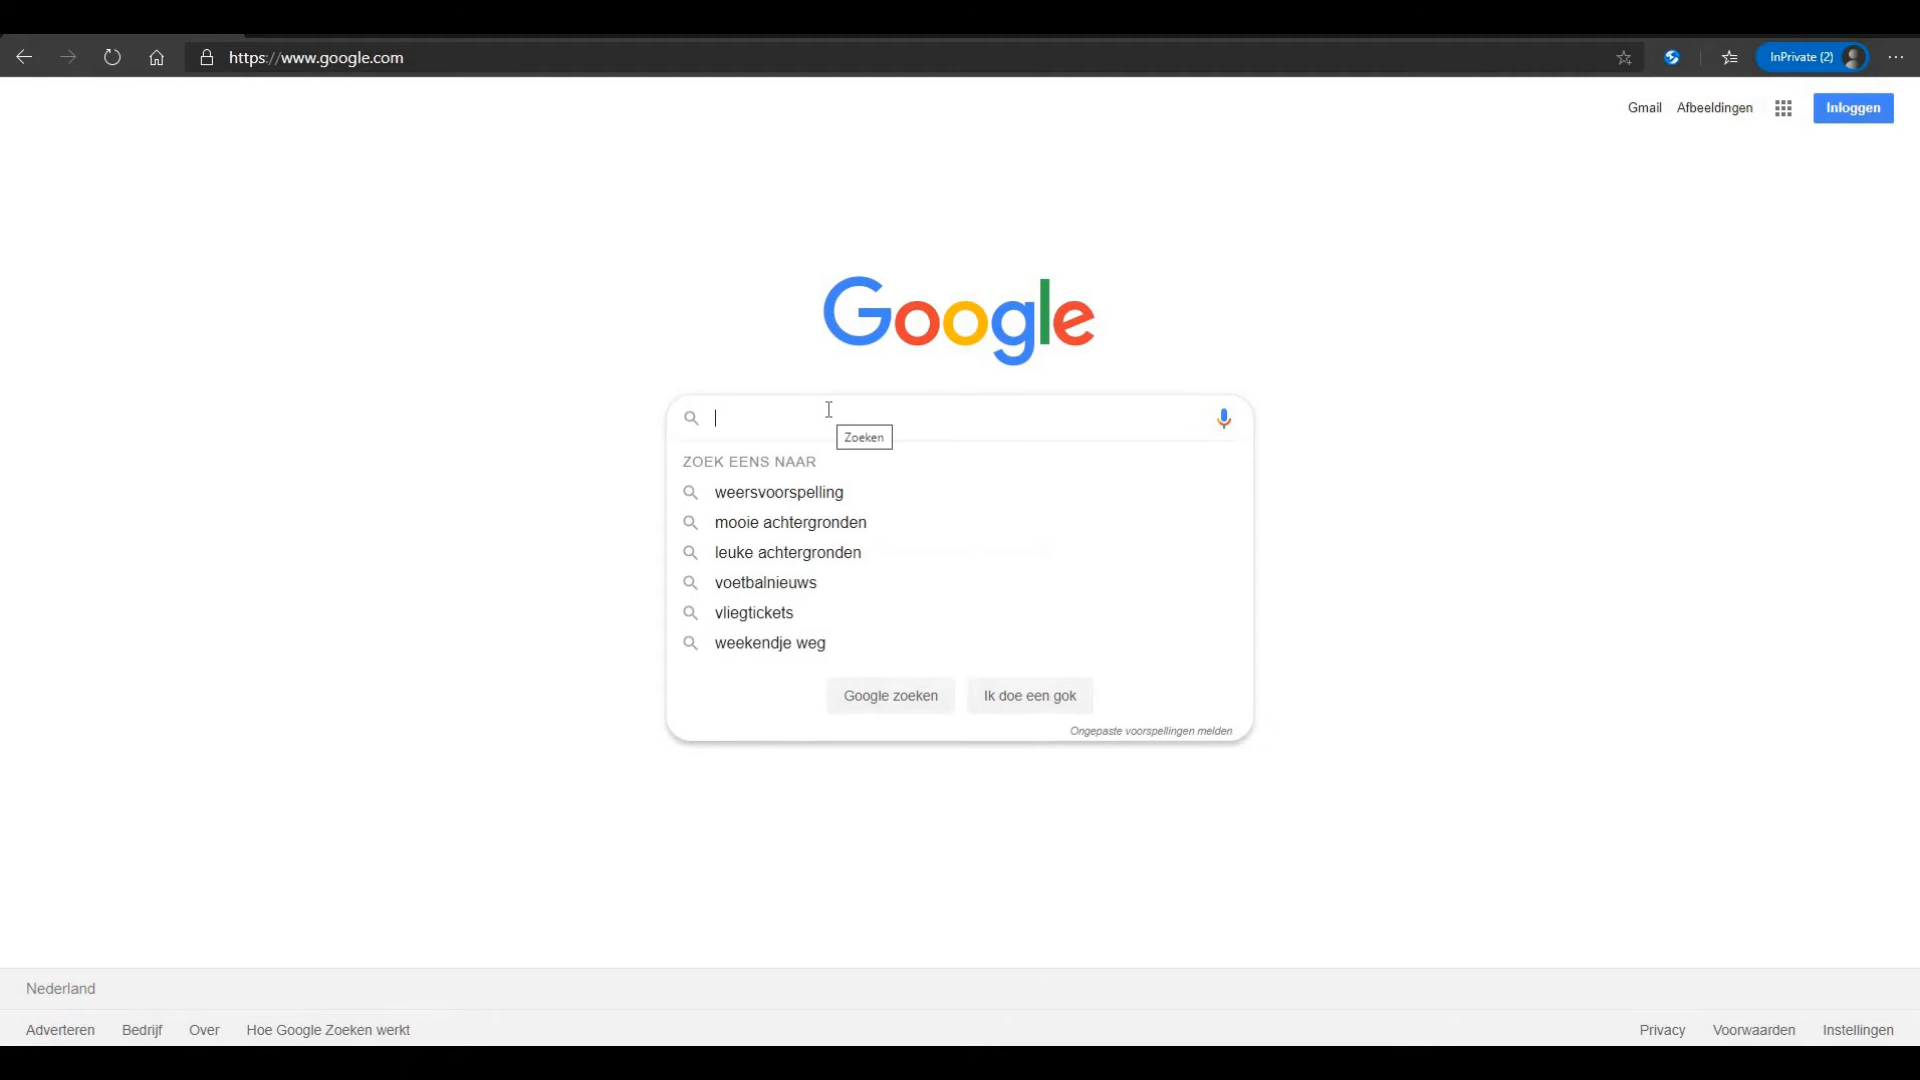 https://www.google.com
InPrivate (2)
Gmail Afbeeldingen Inloggen
Google
Zoeken
ZOEK EENS NAAR
weersvoorspelling
mooie achtergronden
leuke achtergronden
voetbalnieuws
vliegtickets
weekendje weg
Google zoeken Ik doe een gok
Ongepaste voorspellingen melden
Nederland
Adverteren Bedrijf Over Hoe Google Zoeken werkt Privacy Voorwaarden Instellingen